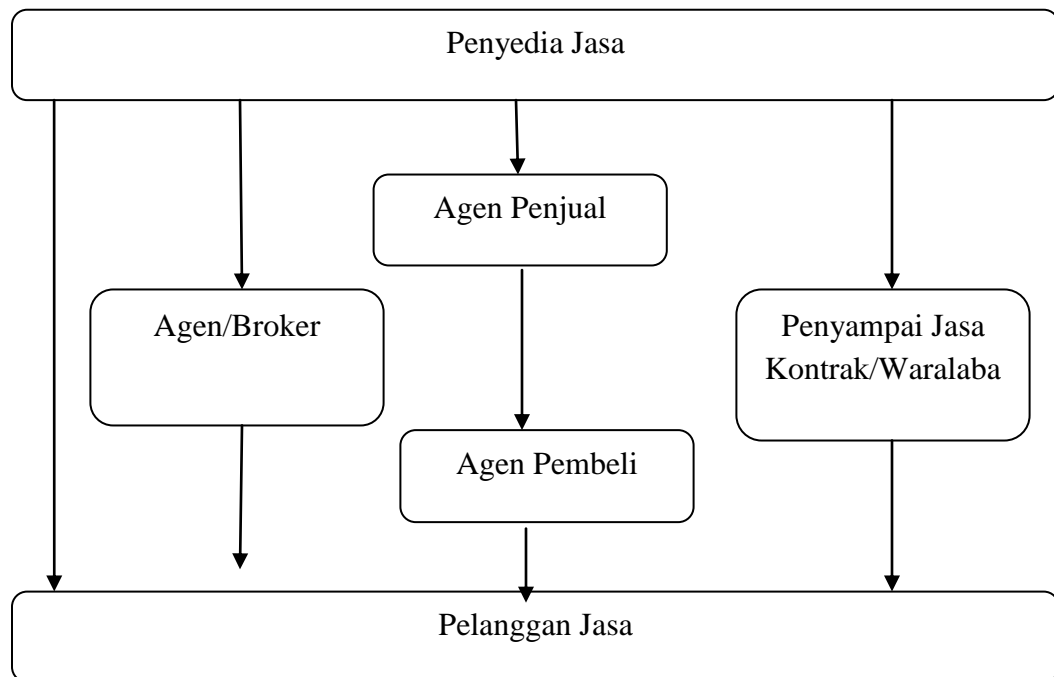 Penyedia Jasa
Agen Penjual
Agen/Broker
Penyampai Jasa
Kontrak/Waralaba
Agen Pembeli
Pelanggan Jasa